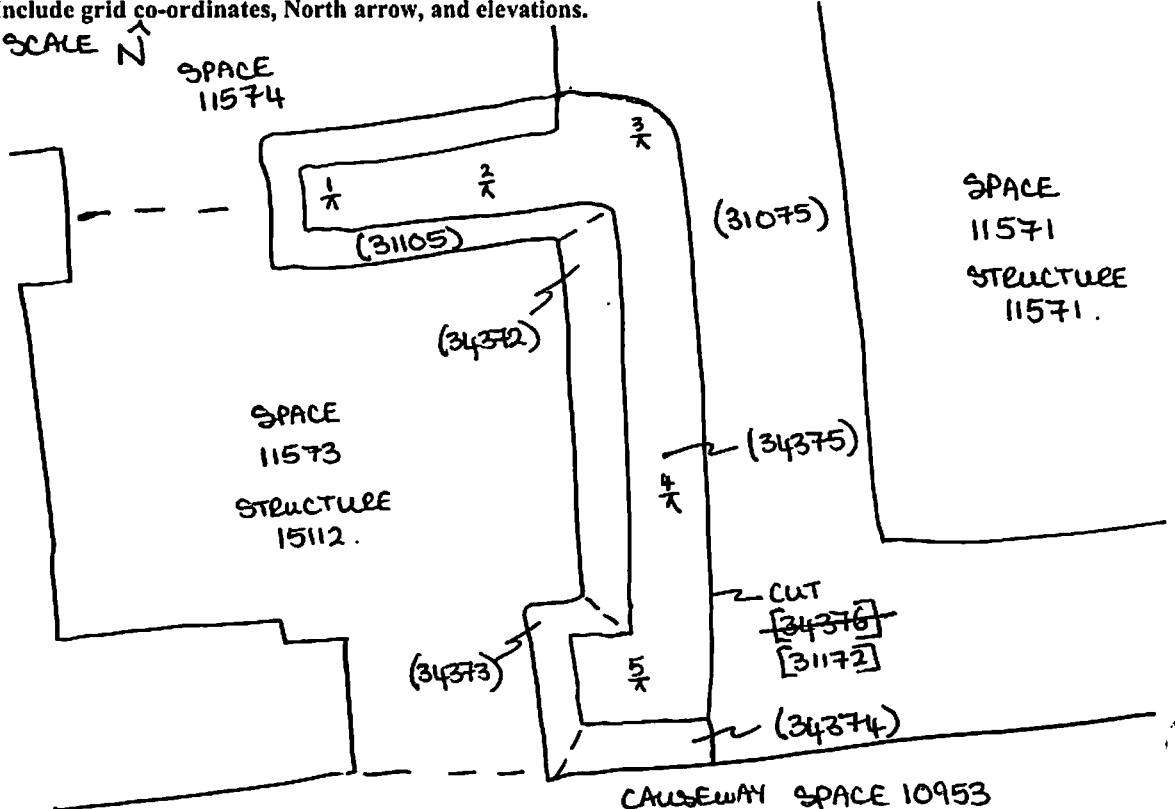 Include grid co-ordinates, North arrow, and elevations.
SCALE N
SPACE
11574
3
1
2
(31105)
(31075)
SPACE
11571
STRUCTURE
11571.
(34372)
SPACE
11573
STRUCTURE
15112.
(34375)
4
CUT
[34376]
[31172]
(34373)
5
(34374)
CAUSEWAY SPACE 10953